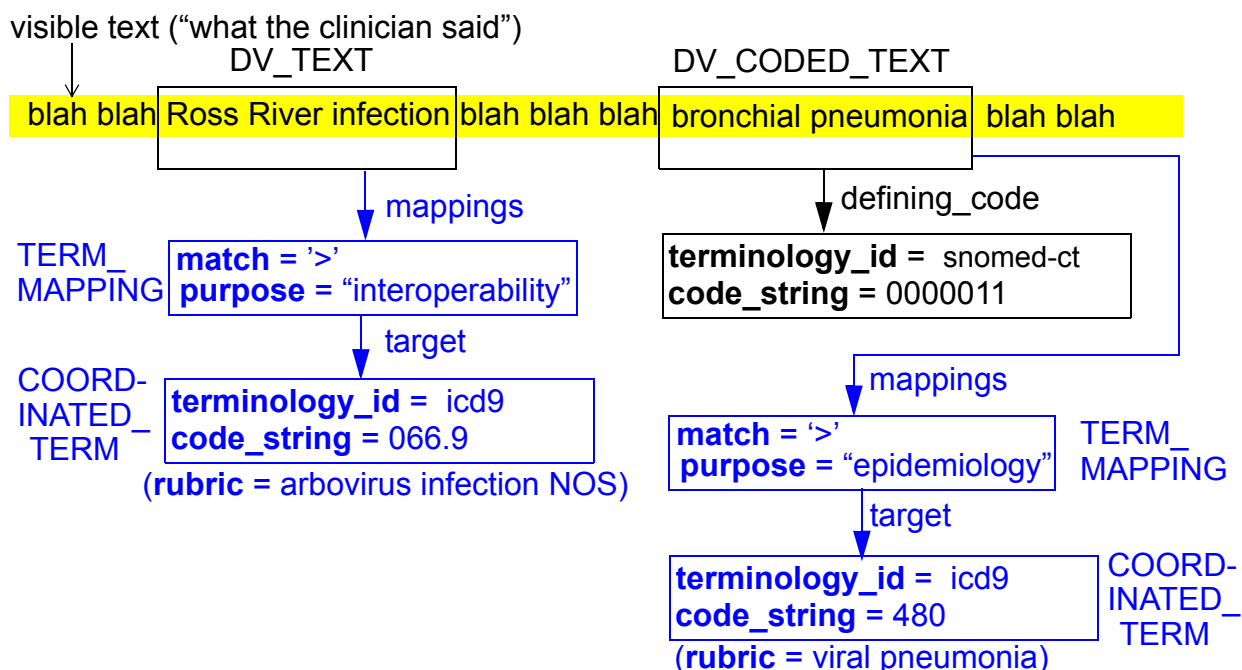 visible text (“what the clinician said”)
DV_TEXT
DV_CODED_TEXT
blah blah Ross River infection blah blah blah bronchial pneumonia blah blah
mappings
TERM_
MAPPING
match = ‘>’
purpose = “interoperability”
target
COORD-
INATED_
TERM
terminology_id = icd9
code_string = 066.9
(rubric = arbovirus infection NOS)
defining_code
terminology_id = snomed-ct
code_string = 0000011
mappings
match = ‘>’
purpose = “epidemiology”
TERM_
MAPPING
target
terminology_id = icd9
code_string = 480
(rubric = viral pneumonia)
COORD-
INATED_
TERM